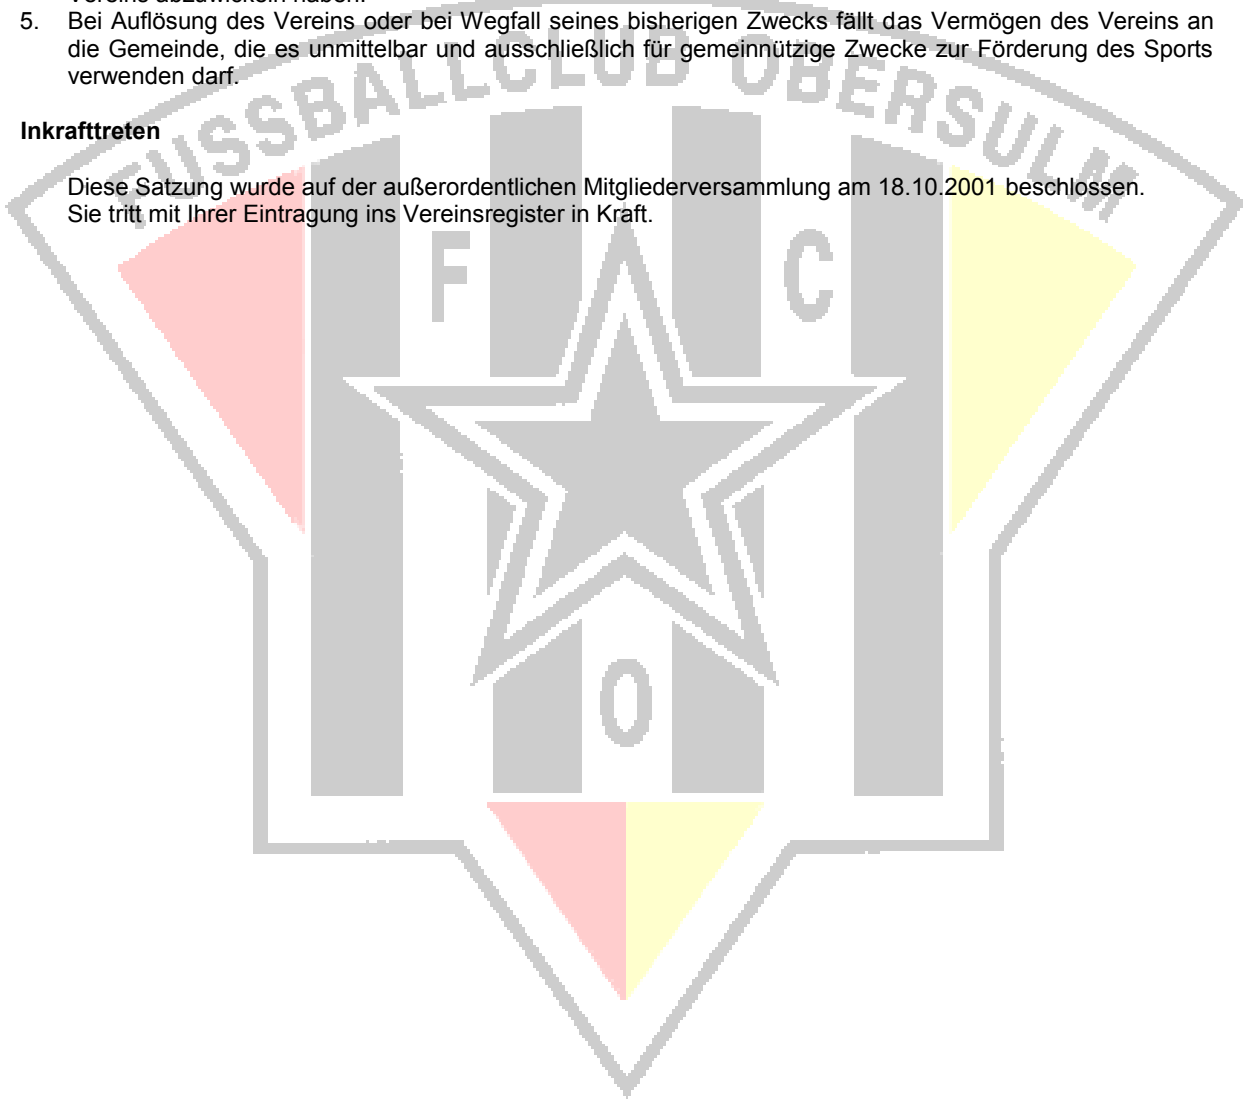 Vereins abzuwickeln haben.
5. Bei Auflösung des Vereins oder bei Wegfall seines bisherigen Zwecks fällt das Vermögen des Vereins an
die Gemeinde, die es unmittelbar und ausschließlich für gemeinnützige Zwecke zur Förderung des Sports
verwenden darf.
Inkrafttreten
Diese Satzung wurde auf der außerordentlichen Mitgliederversammlung am 18.10.2001 beschlossen.
Sie tritt mit Ihrer Eintragung ins Vereinsregister in Kraft.
FUSSBALLCLUB OBERSULM
F C
O